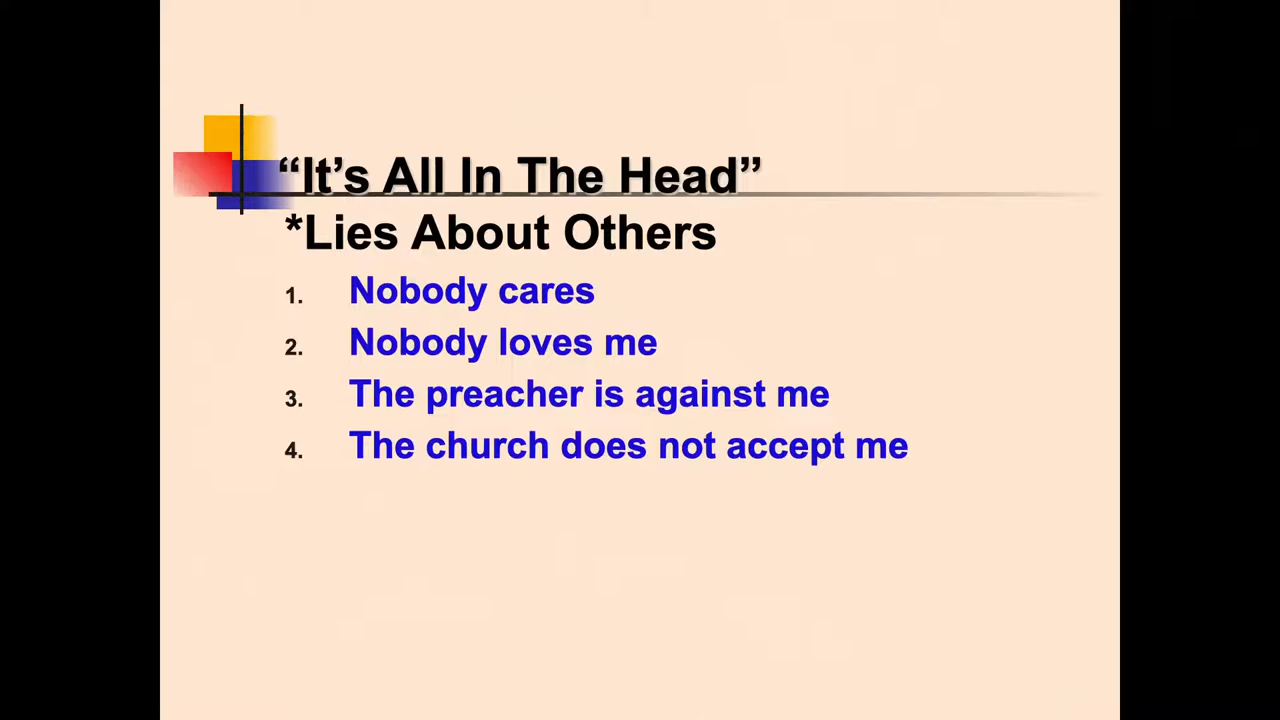 “It’s All In The Head”
*Lies About Others
1. Nobody cares
2. Nobody loves me
3. The preacher is against me
4. The church does not accept me